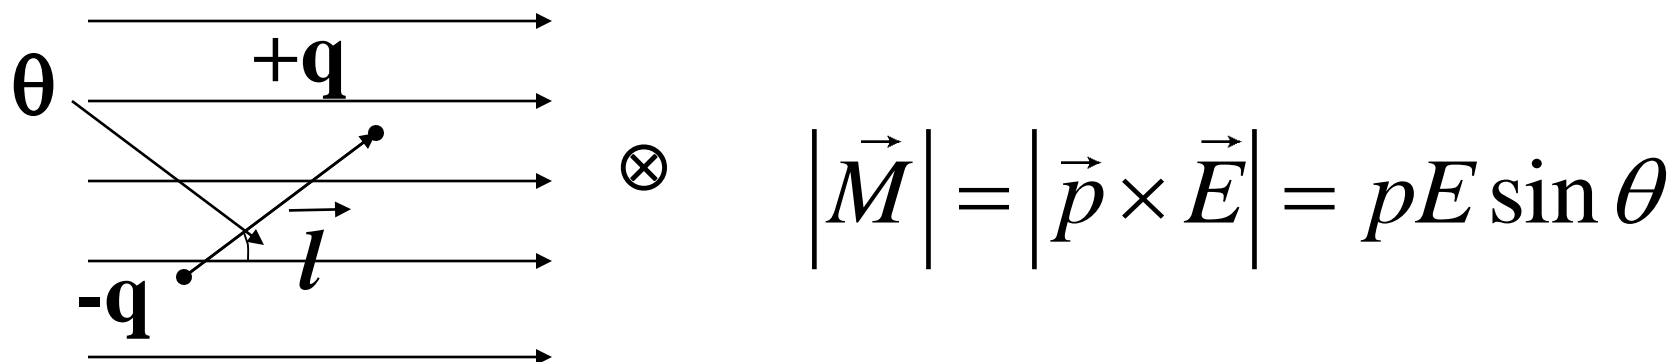 +q
θ
⊗ |M⃗| = |p⃗ × E⃗| = pE sin θ
l⃗
-q